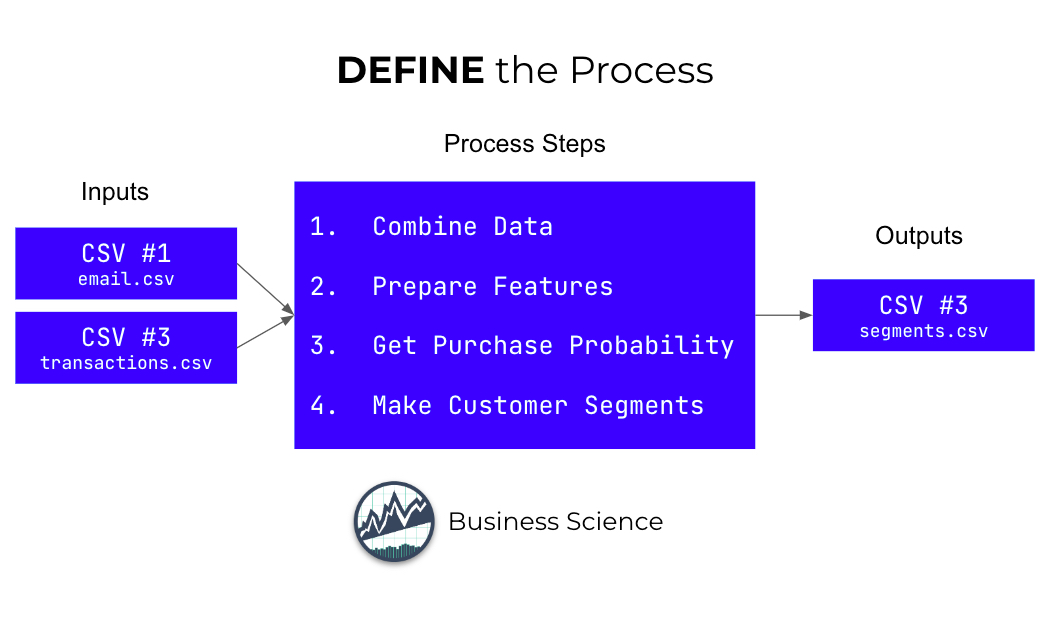 DEFINE the Process
Process Steps
Inputs
CSV #1
email.csv
CSV #3
transactions.csv
1. Combine Data
2. Prepare Features
3. Get Purchase Probability
4. Make Customer Segments
Outputs
CSV #3
segments.csv
Business Science